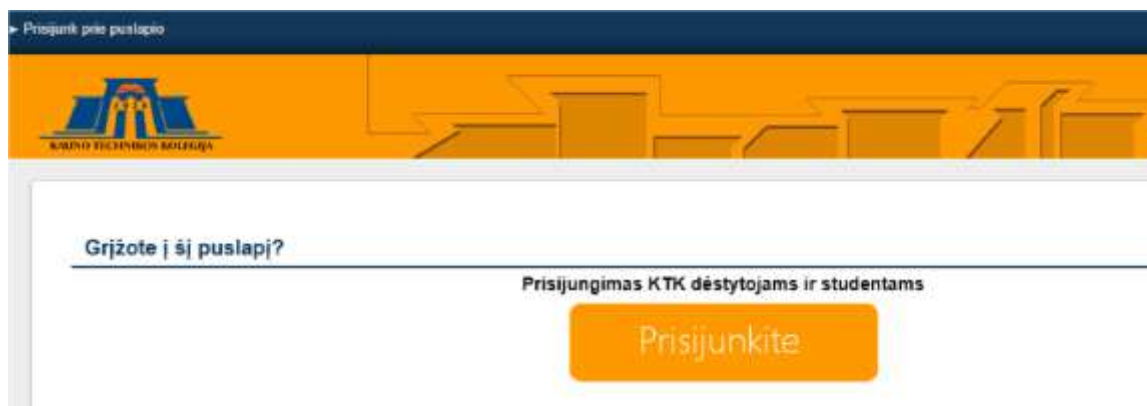 ► Prisijunk prie puslapio
KAUNO TECHNIKOS KOLEGIJA
Grįžote į šį puslapį?
Prisijungimas KTK dėstytojams ir studentams
Prisijunkite